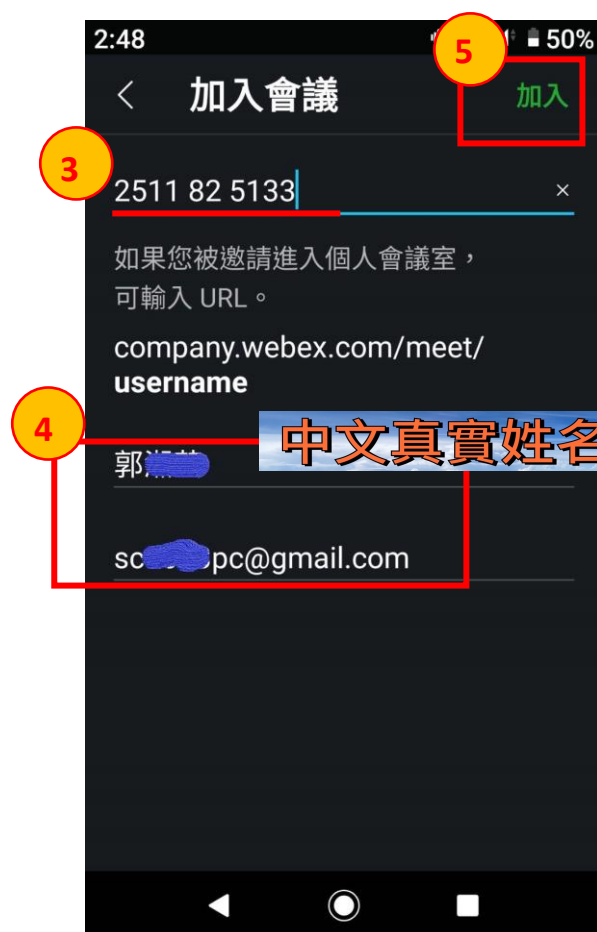 2:48
50%
5
加入會議
加入
3
2511 82 5133
×
如果您被邀請進入個人會議室，
可輸入 URL。
company.webex.com/meet/
username
4
中文真實姓名
郭
sc pc@gmail.com